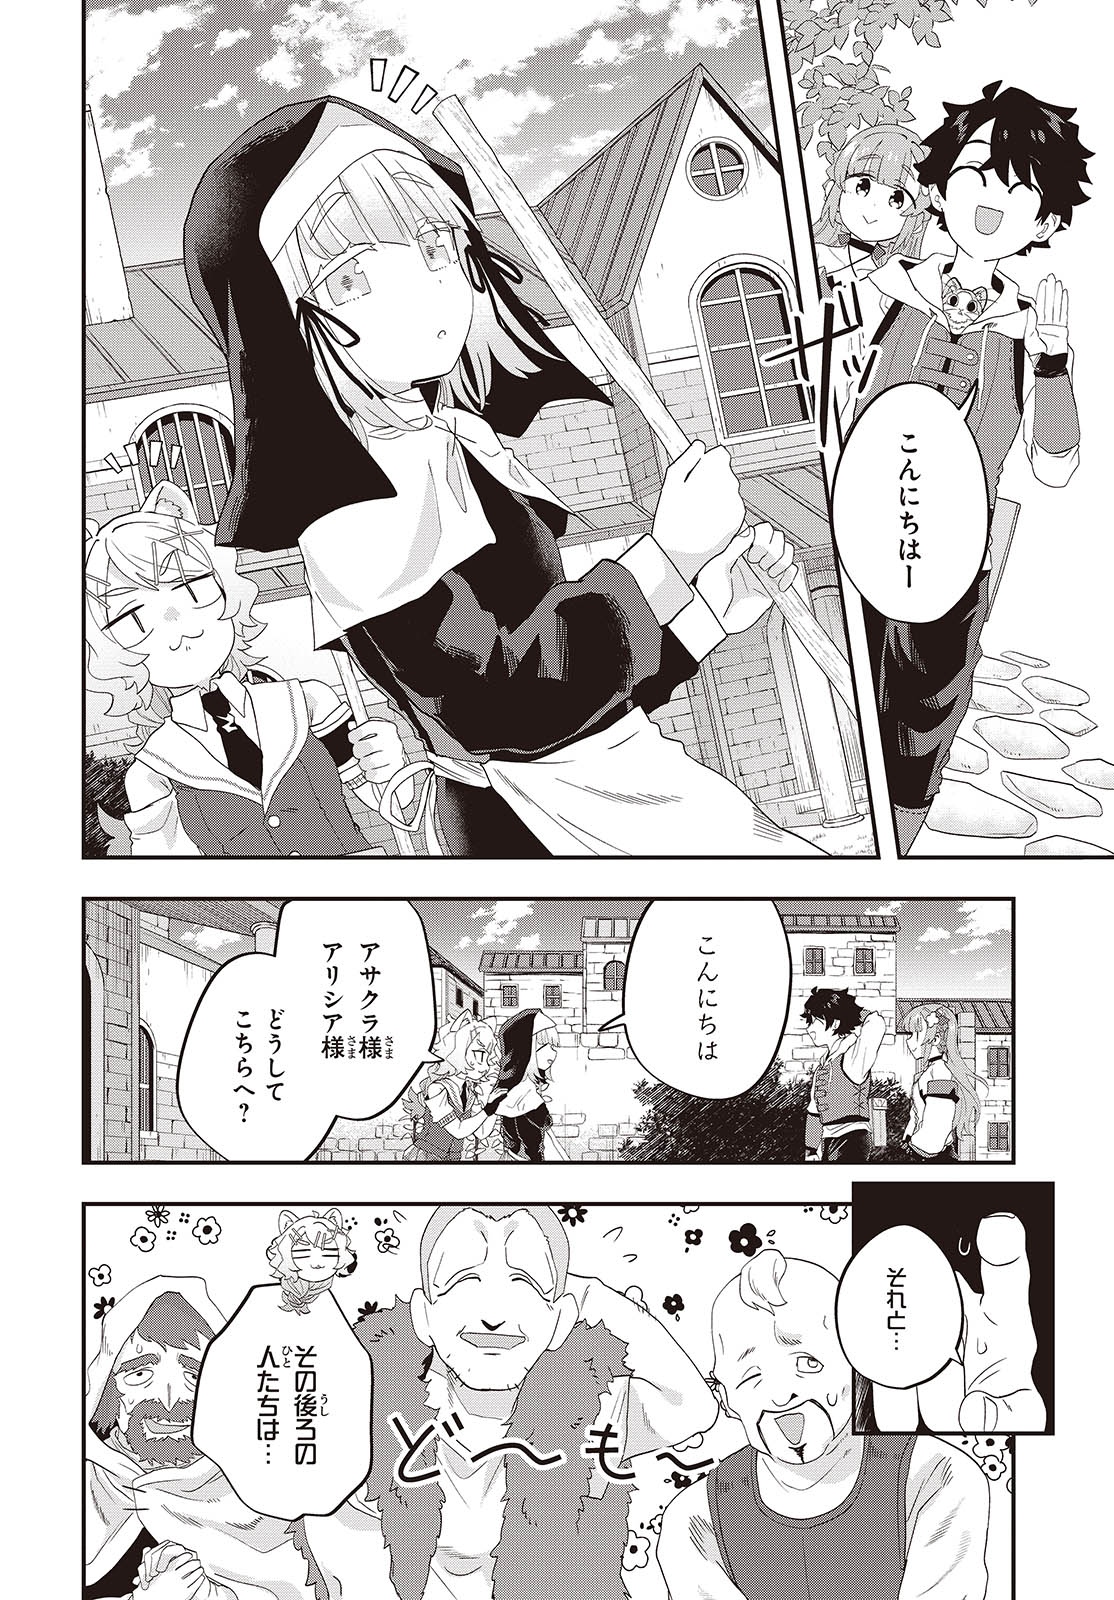 ザッ
こんにちはー
こんにちは
アサクラ様
アリシア様
どうして
こちらへ?
それと…
その後ろの
人たちは…
ど〜も〜